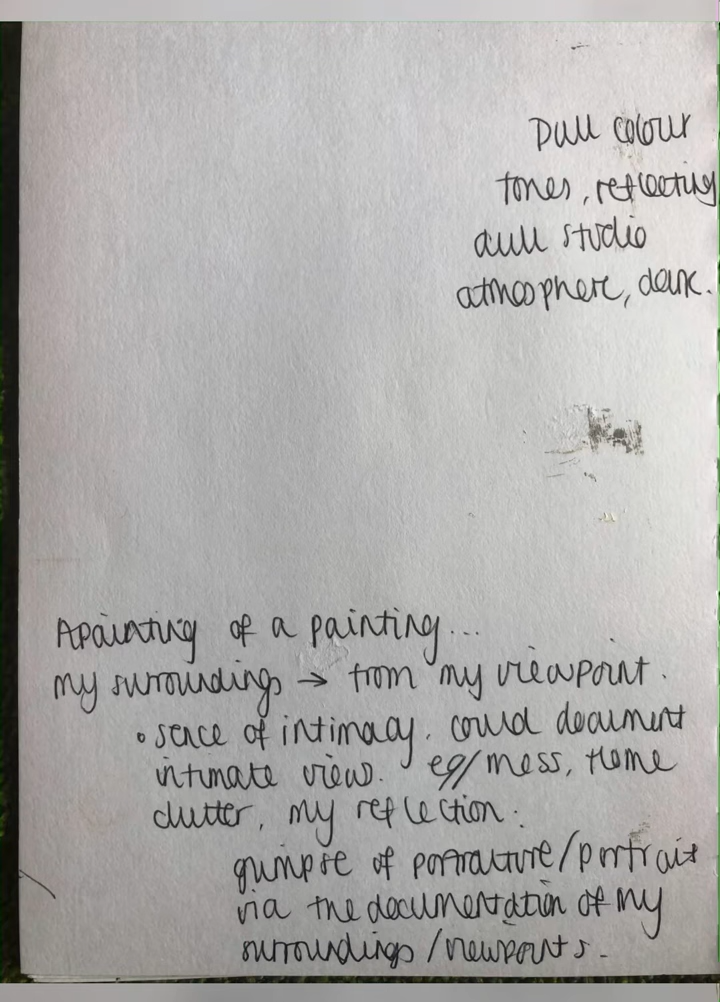 Dull colour
tones, reflecting
dull studio
atmosphere, dark.
A painting of a painting...
my surroundings → from my viewpoint.
• sence of intimacy. could document
intimate view. eg/ mess, home
clutter, my reflection.
glimpse of portraiture/portrait
via the documentation of my
surroundings/viewpoints.